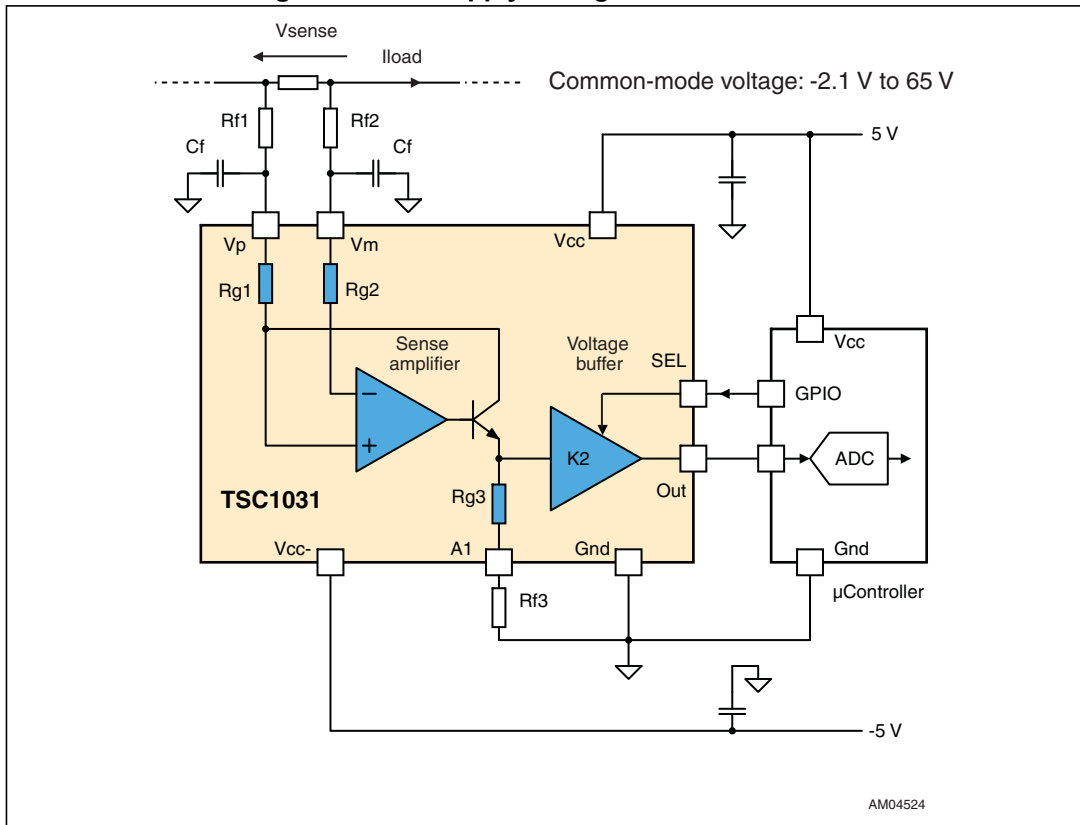 Vsense
Iload
Common-mode voltage: -2.1 V to 65 V
Rf1
Rf2
Cf
Cf
5 V
Vp
Vm
Vcc
Rg1
Rg2
Vcc
Sense
amplifier
Voltage
buffer
SEL
GPIO
−
+
K2
ADC
TSC1031
Rg3
Out
Vcc-
A1
Gnd
Gnd
Rf3
µController
-5 V
AM04524